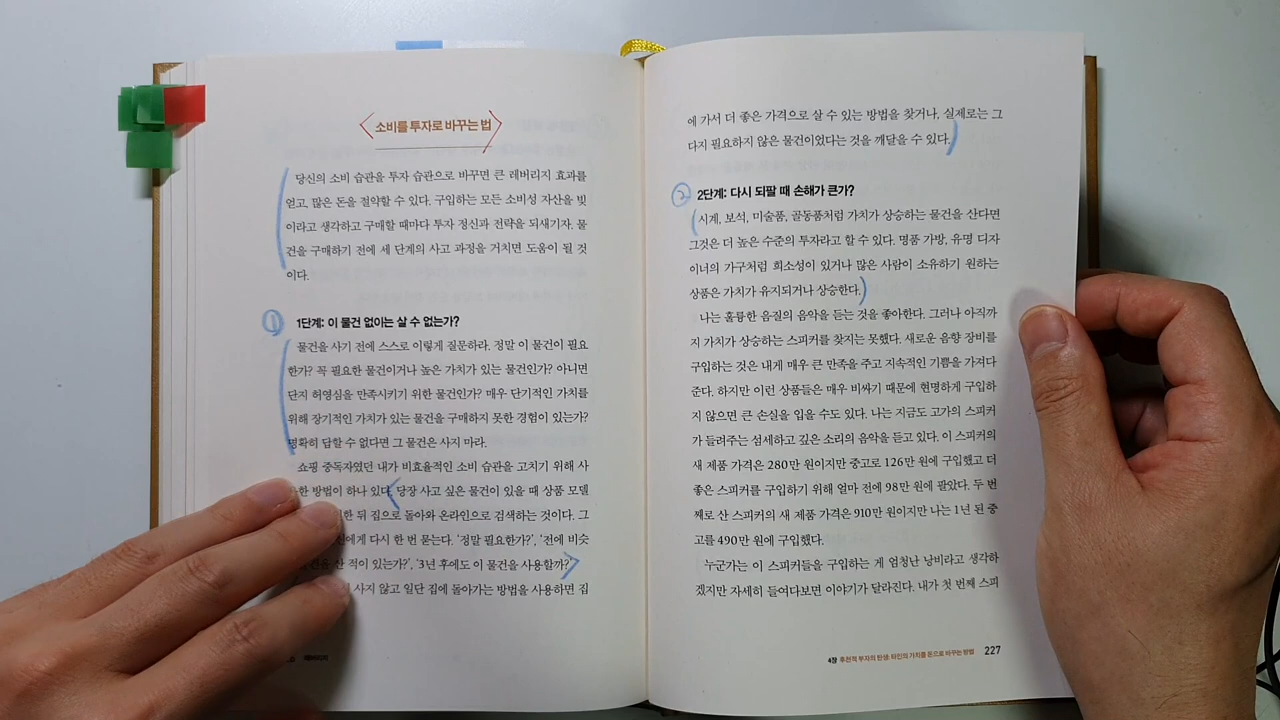 소비를 투자로 바꾸는 법
당신의 소비 습관을 투자 습관으로 바꾸면 큰 레버리지 효과를
얻고, 많은 돈을 절약할 수 있다. 구입하는 모든 소비성 자산을 빚
이라고 생각하고 구매할 때마다 투자 정신과 전략을 되새기자. 물
건을 구매하기 전에 세 단계의 사고 과정을 거치면 도움이 될 것
이다.
① 1단계: 이 물건 없이는 살 수 없는가?
물건을 사기 전에 스스로 이렇게 질문하라. 정말 이 물건이 필요
한가? 꼭 필요한 물건이거나 높은 가치가 있는 물건인가? 아니면
단지 허영심을 만족시키기 위한 물건인가? 매우 단기적인 가치를
위해 장기적인 가치가 있는 물건을 구매하지 못한 경험이 있는가?
명확히 답할 수 없다면 그 물건은 사지 마라.
쇼핑 중독자였던 내가 비효율적인 소비 습관을 고치기 위해 사
한 방법이 하나 있다. 당장 사고 싶은 물건이 있을 때 상품 모델
한 뒤 집으로 돌아와 온라인으로 검색하는 것이다. 그
에게 다시 한 번 묻는다. '정말 필요한가?', '전에 비슷
산 적이 있는가?', '3년 후에도 이 물건을 사용할까?'
사지 않고 일단 집에 돌아가는 방법을 사용하면 집
레버리지
에 가서 더 좋은 가격으로 살 수 있는 방법을 찾거나, 실제로는 그
다지 필요하지 않은 물건이었다는 것을 깨달을 수 있다.
② 2단계: 다시 되팔 때 손해가 큰가?
시계, 보석, 미술품, 골동품처럼 가치가 상승하는 물건을 산다면
그것은 더 높은 수준의 투자라고 할 수 있다. 명품 가방, 유명 디자
이너의 가구처럼 희소성이 있거나 많은 사람이 소유하기 원하는
상품은 가치가 유지되거나 상승한다.
나는 훌륭한 음질의 음악을 듣는 것을 좋아한다. 그러나 아직까
지 가치가 상승하는 스피커를 찾지는 못했다. 새로운 음향 장비를
구입하는 것은 내게 매우 큰 만족을 주고 지속적인 기쁨을 가져다
준다. 하지만 이런 상품들은 매우 비싸기 때문에 현명하게 구입하
지 않으면 큰 손실을 입을 수도 있다. 나는 지금도 고가의 스피커
가 들려주는 섬세하고 깊은 소리의 음악을 듣고 있다. 이 스피커의
새 제품 가격은 280만 원이지만 중고로 126만 원에 구입했고 더
좋은 스피커를 구입하기 위해 얼마 전에 98만 원에 팔았다. 두 번
째로 산 스피커의 새 제품 가격은 910만 원이지만 나는 1년 된 중
고를 490만 원에 구입했다.
누군가는 이 스피커들을 구입하는 게 엄청난 낭비라고 생각하
겠지만 자세히 들여다보면 이야기가 달라진다. 내가 첫 번째 스피
4장 후천적 부자의 탄생: 타인의 가치를 돈으로 바꾸는 방법 227